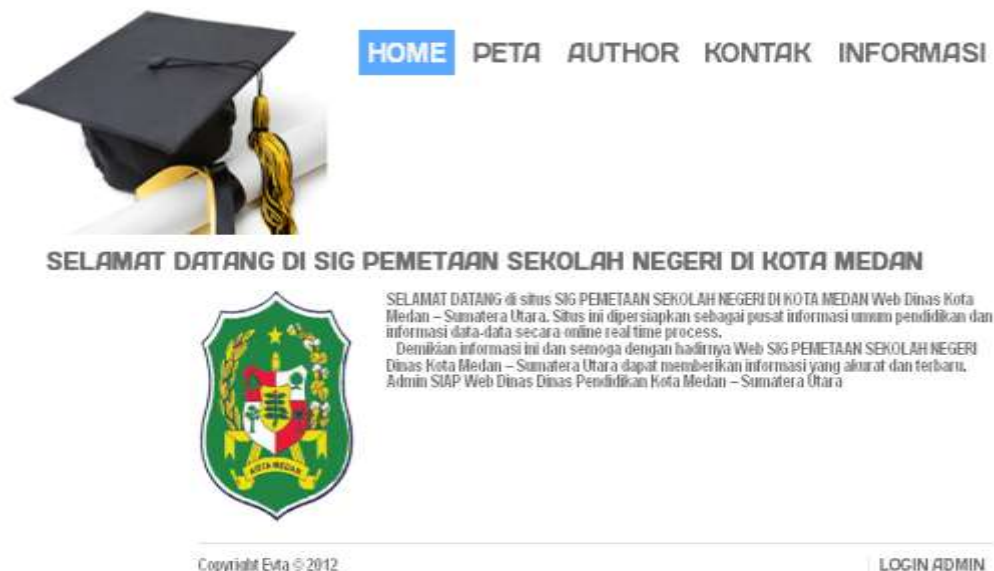 HOME PETA AUTHOR KONTAK INFORMASI
SELAMAT DATANG DI SIG PEMETAAN SEKOLAH NEGERI DI KOTA MEDAN
SELAMAT DATANG di situs SIG PEMETAAN SEKOLAH NEGERI DI KOTA MEDAN Web Dinas Kota
Medan – Sumatera Utara. Situs ini dipersiapkan sebagai pusat informasi umum pendidikan dan
informasi data-data secara online real time process.
Demikian informasi ini dan semoga dengan hadirnya Web SIG PEMETAAN SEKOLAH NEGERI
Dinas Kota Medan – Sumatera Utara dapat memberikan informasi yang akurat dan terbaru.
Admin SIAP Web Dinas Dinas Pendidikan Kota Medan – Sumatera Utara
KOTA MEDAN
Copyright Evta © 2012
LOGIN ADMIN